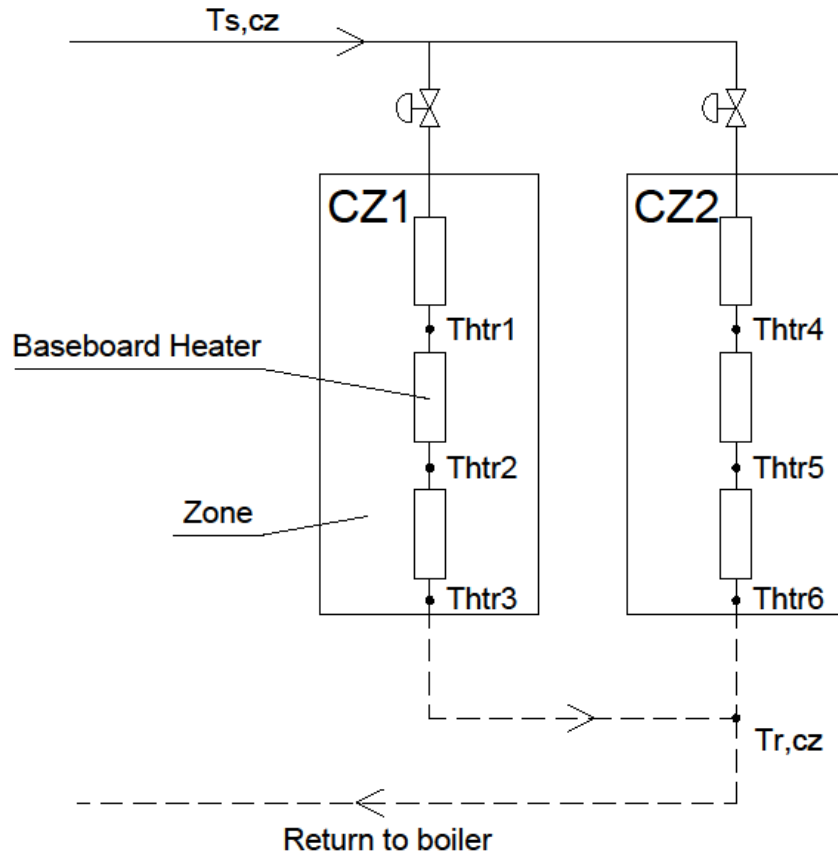 Ts,cz
CZ1
CZ2
Thtr1
Thtr4
Baseboard Heater
Thtr2
Thtr5
Zone
Thtr3
Thtr6
Tr,cz
Return to boiler